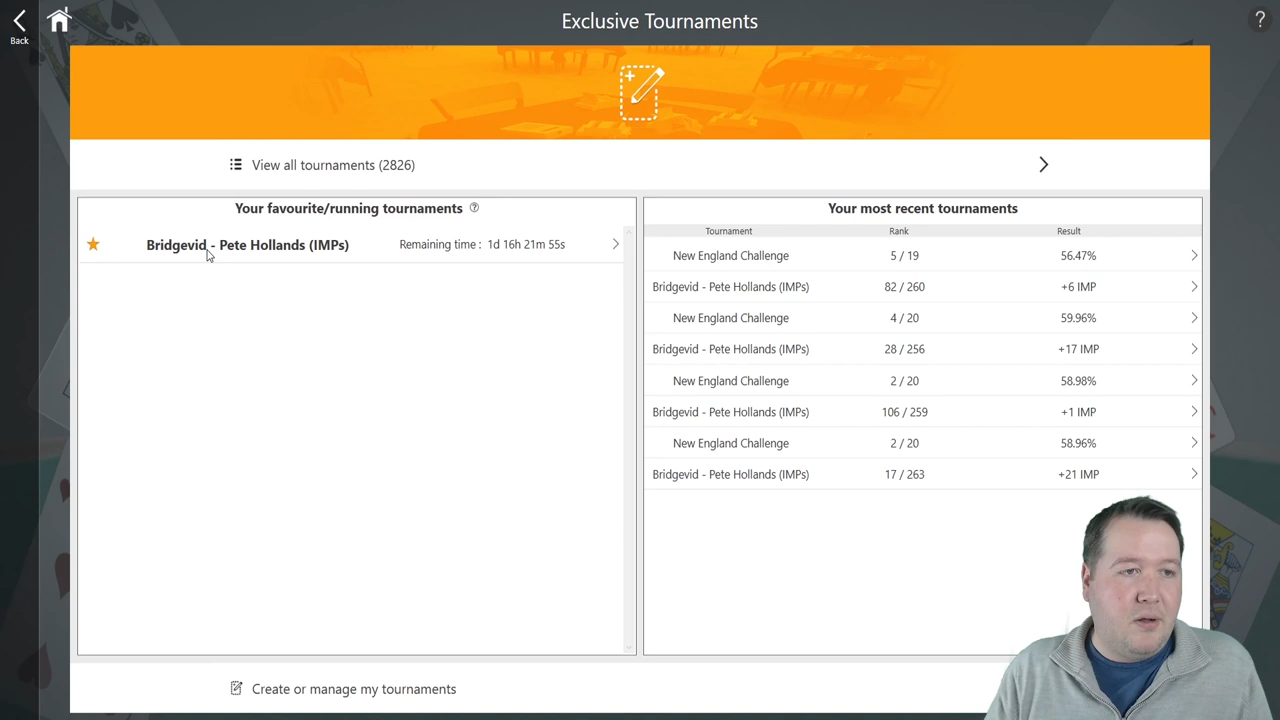 Back
Exclusive Tournaments
?
View all tournaments (2826)
Your favourite/running tournaments ?
Bridgevid - Pete Hollands (IMPs) Remaining time : 1d 16h 21m 55s
Your most recent tournaments
Tournament Rank Result
New England Challenge 5 / 19 56.47%
Bridgevid - Pete Hollands (IMPs) 82 / 260 +6 IMP
New England Challenge 4 / 20 59.96%
Bridgevid - Pete Hollands (IMPs) 28 / 256 +17 IMP
New England Challenge 2 / 20 58.98%
Bridgevid - Pete Hollands (IMPs) 106 / 259 +1 IMP
New England Challenge 2 / 20 58.96%
Bridgevid - Pete Hollands (IMPs) 17 / 263 +21 IMP
Create or manage my tournaments